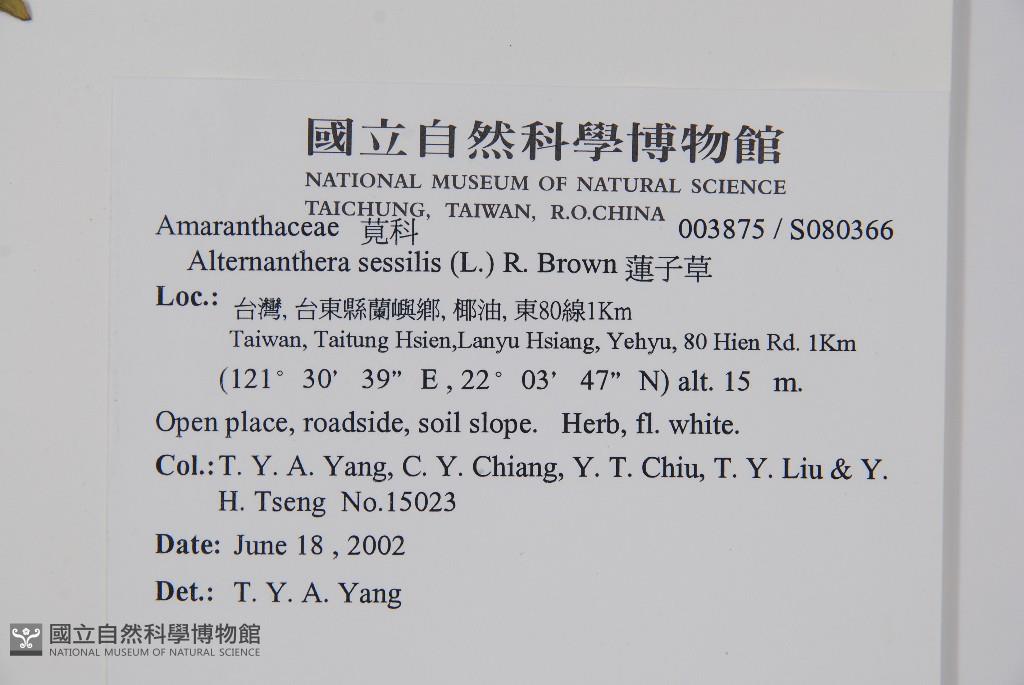 國立自然科學博物館
NATIONAL MUSEUM OF NATURAL SCIENCE
TAICHUNG, TAIWAN, R.O.CHINA
Amaranthaceae 莧科 003875 / S080366
Alternanthera sessilis (L.) R. Brown 蓮子草
Loc.: 台灣, 台東縣蘭嶼鄉, 椰油, 東80線1Km
Taiwan, Taitung Hsien,Lanyu Hsiang, Yehyu, 80 Hien Rd. 1Km
(121° 30’ 39” E , 22° 03’ 47” N) alt. 15 m.
Open place, roadside, soil slope. Herb, fl. white.
Col.: T. Y. A. Yang, C. Y. Chiang, Y. T. Chiu, T. Y. Liu & Y.
H. Tseng No.15023
Date: June 18 , 2002
Det.: T. Y. A. Yang
國立自然科學博物館
NATIONAL MUSEUM OF NATURAL SCIENCE